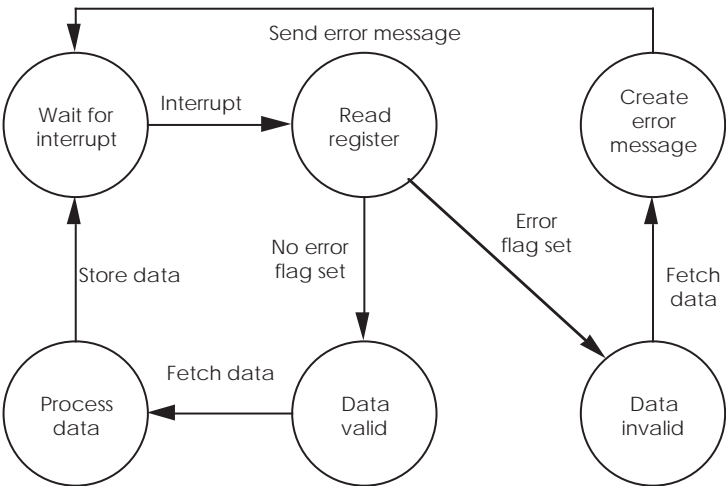 Send error message
Wait for
interrupt
Interrupt
Read
register
Create
error
message
No error
flag set
Error
flag set
Store data
Fetch
data
Fetch data
Process
data
Data
valid
Data
invalid